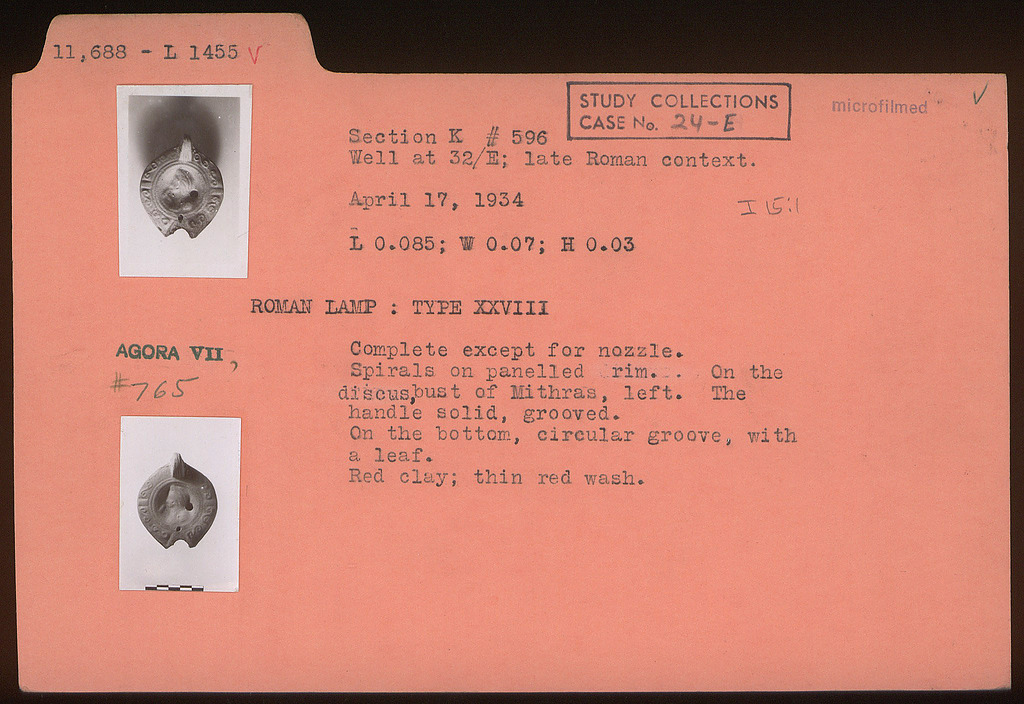 11,688 - L 1455 V
STUDY COLLECTIONS
CASE No. 24-E
microfilmed
Section K # 596
Well at 32/E; late Roman context.
April 17, 1934
I 15:1
L 0.085; W 0.07; H 0.03
ROMAN LAMP : TYPE XXVIII
AGORA VII,
#765
Complete except for nozzle.
Spirals on panelled rim. . On the
discus,bust of Mithras, left. The
handle solid, grooved.
On the bottom, circular groove, with
a leaf.
Red clay; thin red wash.